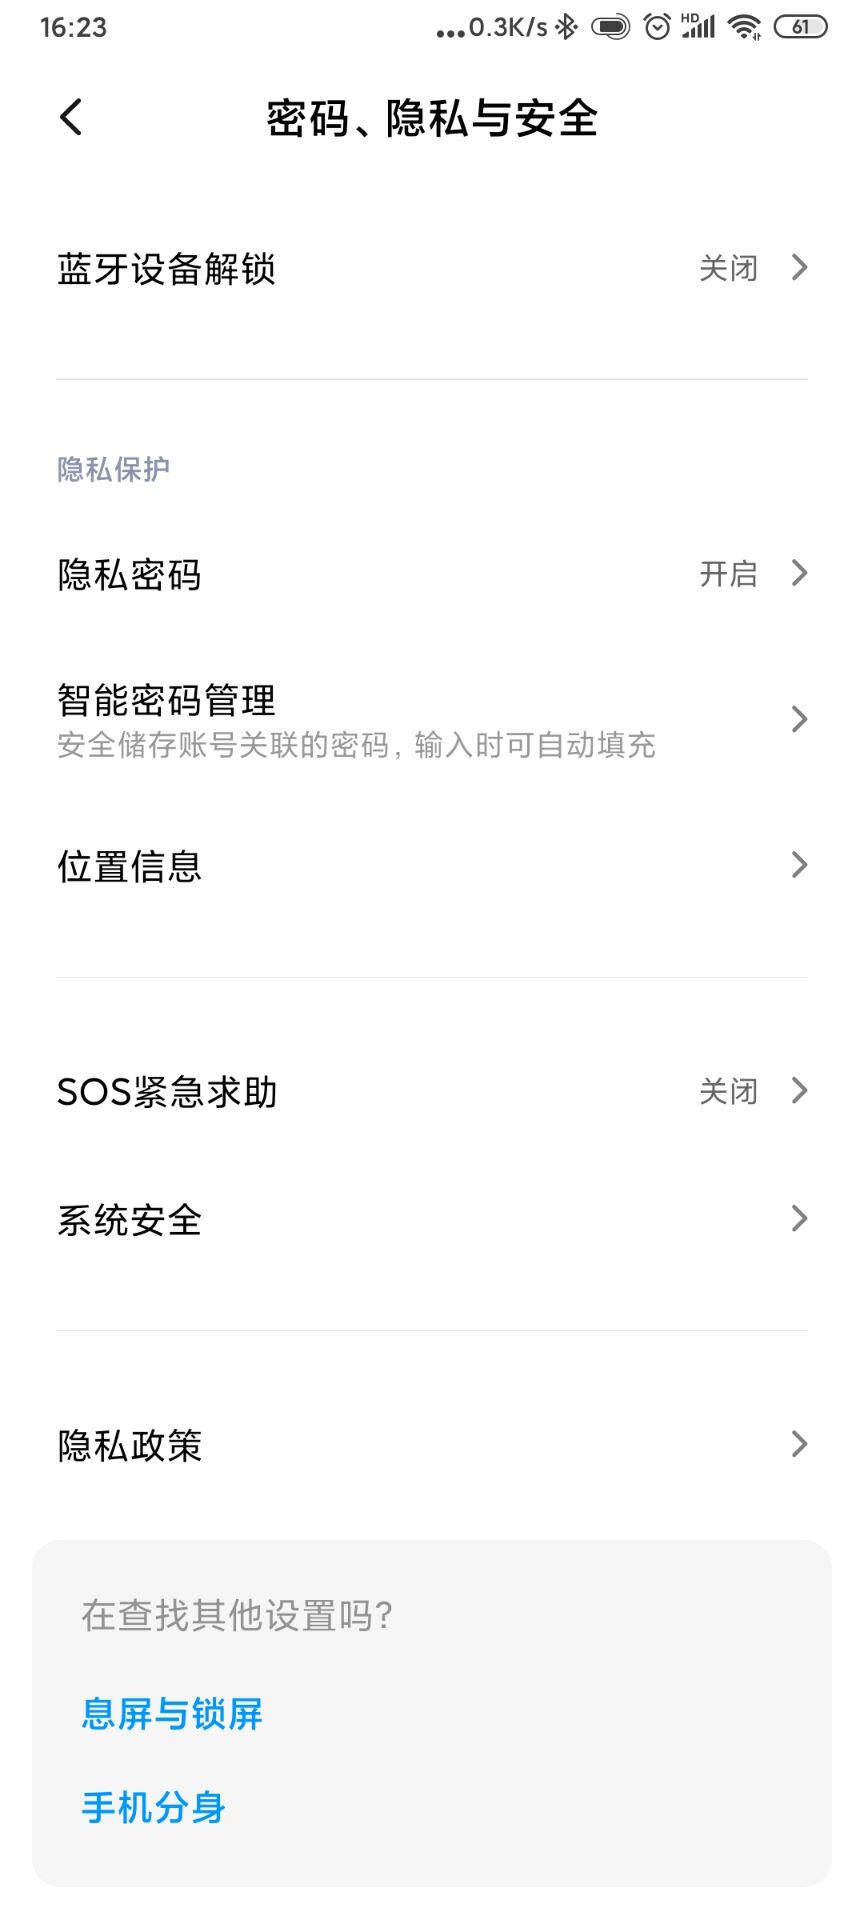 16:23
...0.3K/s HD 61
密码、隐私与安全
蓝牙设备解锁 关闭
隐私保护
隐私密码 开启
智能密码管理
安全储存账号关联的密码，输入时可自动填充
位置信息
SOS紧急求助 关闭
系统安全
隐私政策
在查找其他设置吗?
息屏与锁屏
手机分身